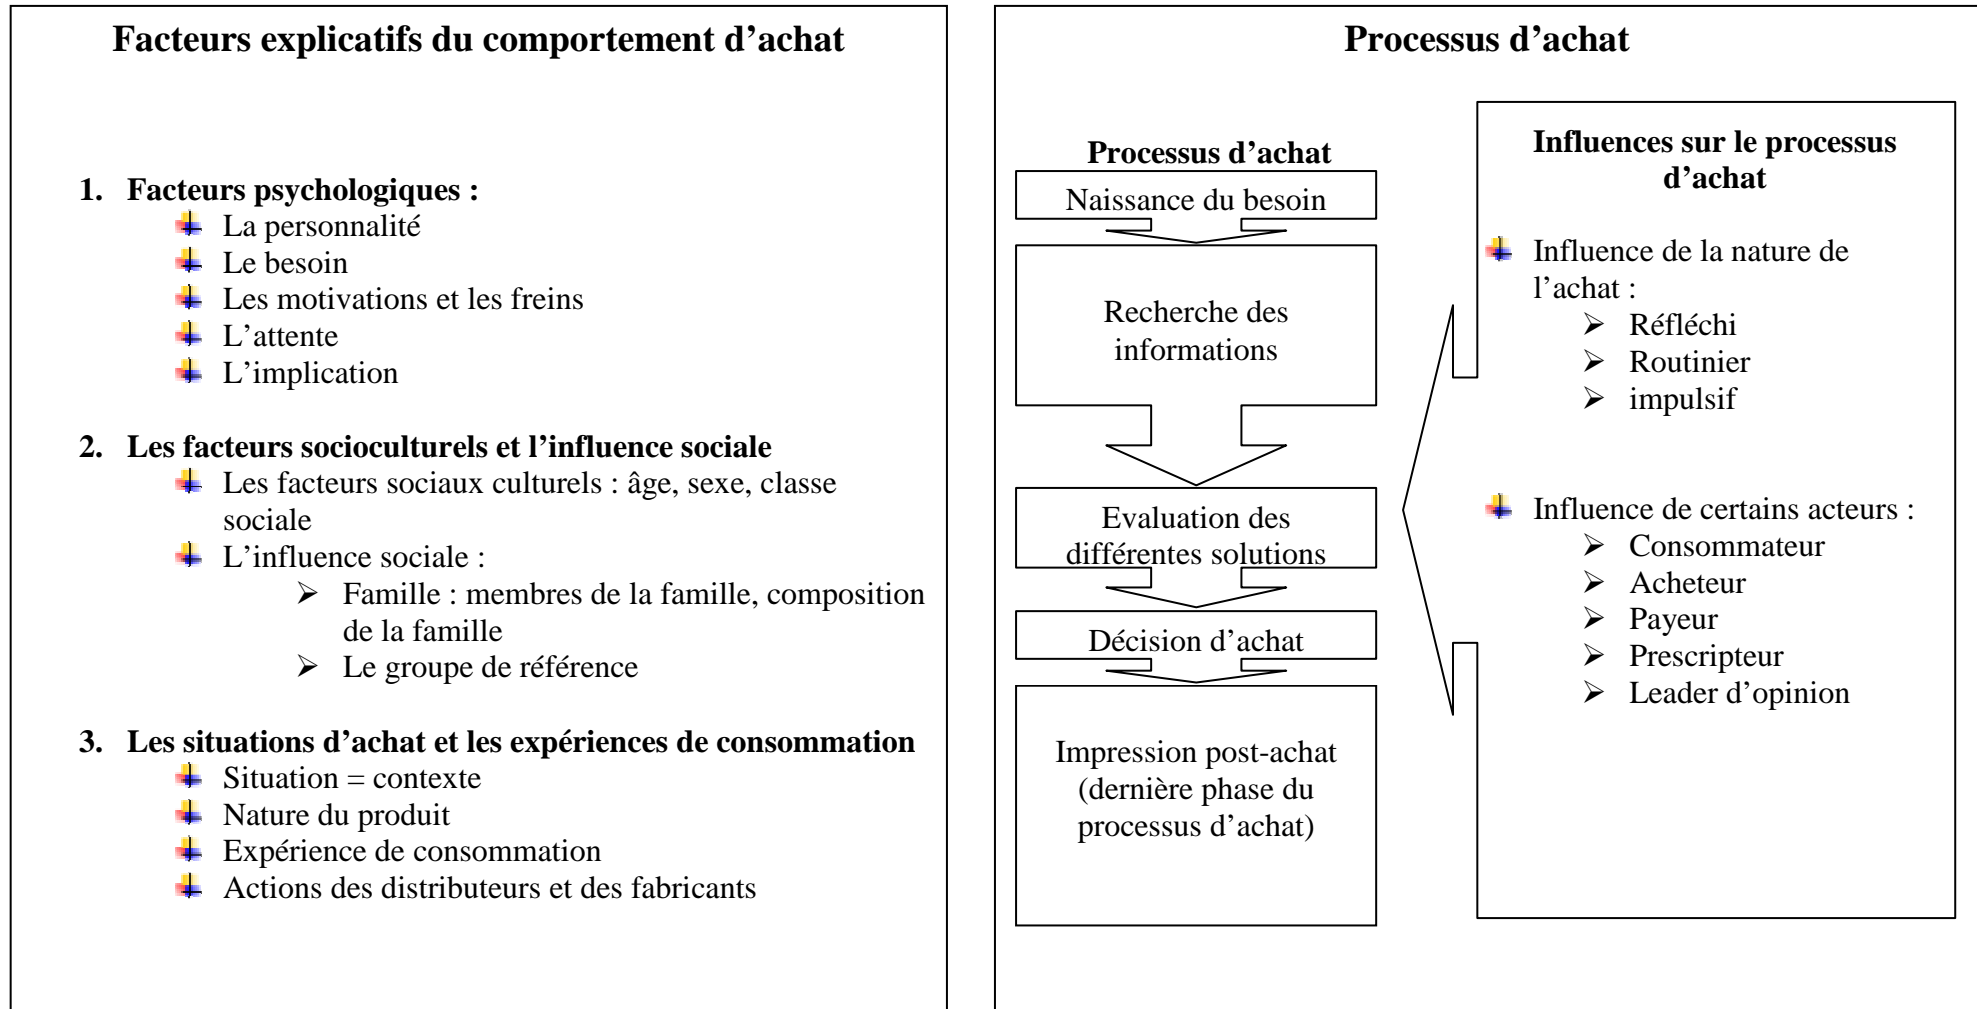 Facteurs explicatifs du comportement d’achat
1. Facteurs psychologiques :
La personnalité
Le besoin
Les motivations et les freins
L’attente
L’implication
2. Les facteurs socioculturels et l’influence sociale
Les facteurs sociaux culturels : âge, sexe, classe
sociale
L’influence sociale :
➢ Famille : membres de la famille, composition
de la famille
➢ Le groupe de référence
3. Les situations d’achat et les expériences de consommation
Situation = contexte
Nature du produit
Expérience de consommation
Actions des distributeurs et des fabricants
Processus d’achat
Processus d’achat
Naissance du besoin
Recherche des
informations
Evaluation des
différentes solutions
Décision d’achat
Impression post-achat
(dernière phase du
processus d’achat)
Influences sur le processus
d’achat
Influence de la nature de
l’achat :
➢ Réfléchi
➢ Routinier
➢ impulsif
Influence de certains acteurs :
➢ Consommateur
➢ Acheteur
➢ Payeur
➢ Prescripteur
➢ Leader d’opinion